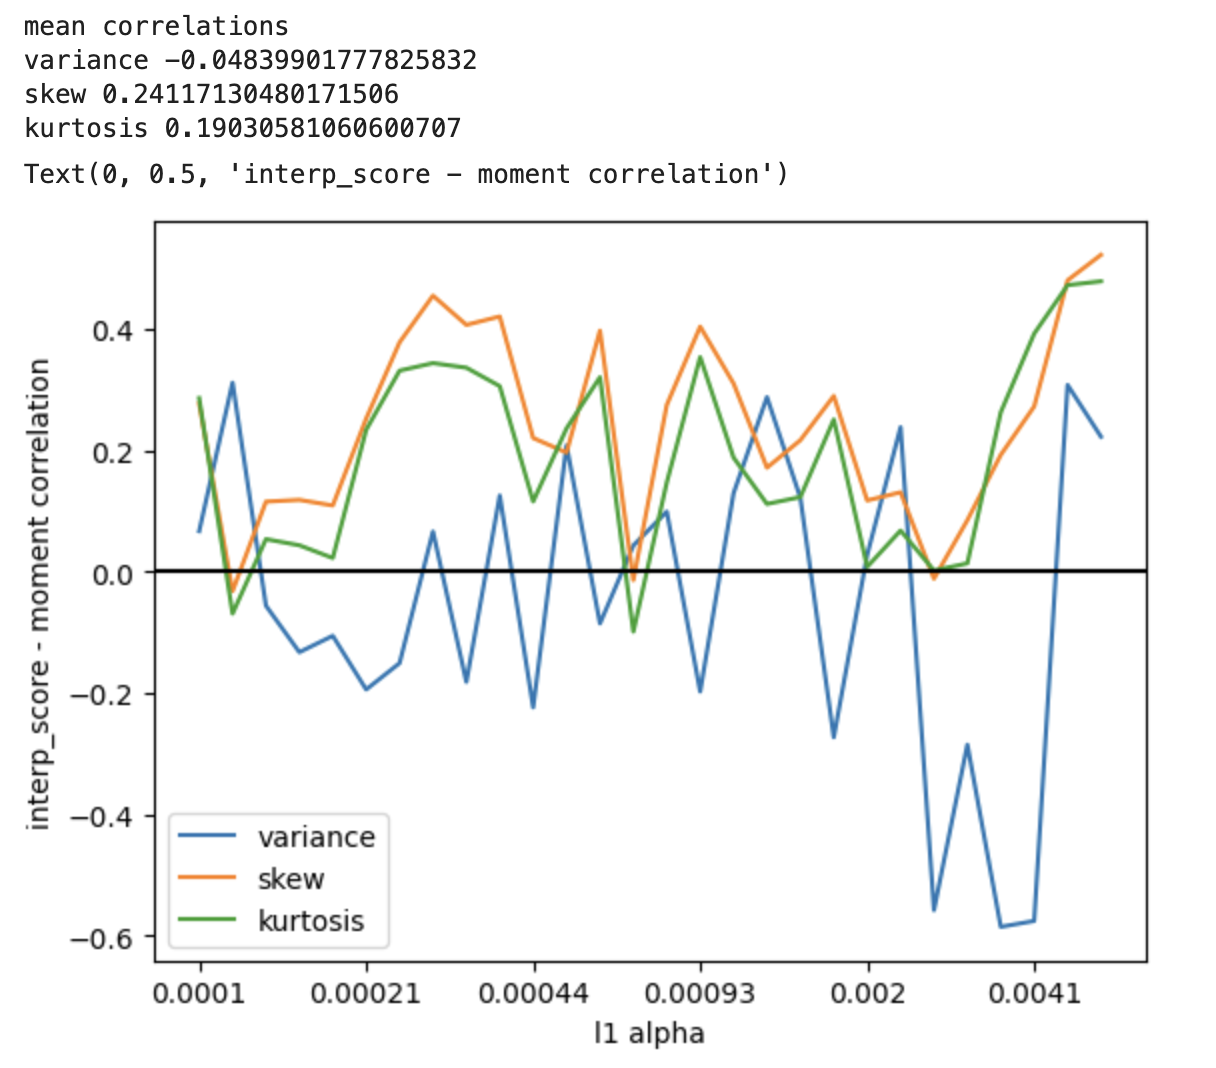 mean correlations
variance -0.04839901777825832
skew 0.24117130480171506
kurtosis 0.19030581060600707
Text(0, 0.5, 'interp_score - moment correlation')
interp_score - moment correlation
0.4
0.2
0.0
−0.2
−0.4
−0.6
variance
skew
kurtosis
0.0001 0.00021 0.00044 0.00093 0.002 0.0041
l1 alpha